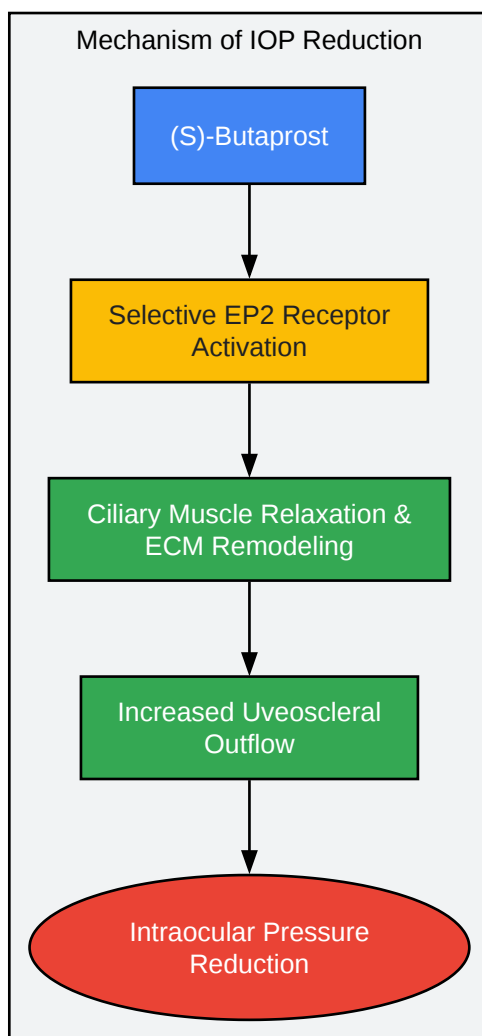 Mechanism of IOP Reduction
(S)-Butaprost
Selective EP2 Receptor
Activation
Ciliary Muscle Relaxation &
ECM Remodeling
Increased Uveoscleral
Outflow
Intraocular Pressure
Reduction